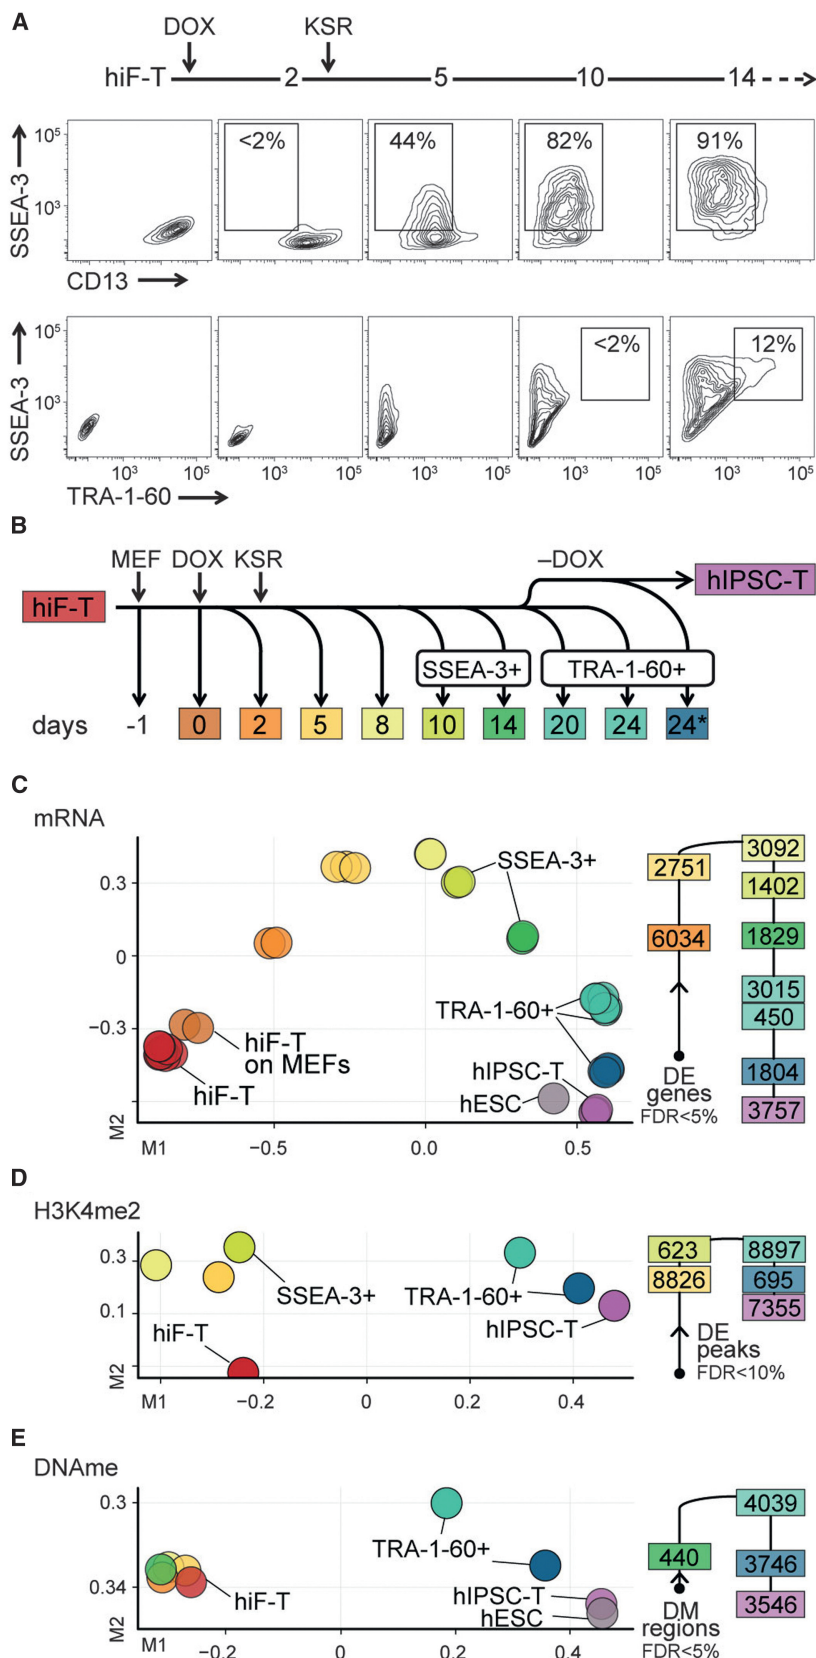 A
DOX KSR
hiF-T 2 5 10 14
SSEA-3
10⁵
10³
<2% 44% 82% 91%
CD13
SSEA-3
10⁵
10³
<2% 12%
10³ 10⁵ 10³ 10⁵ 10³ 10⁵ 10³ 10⁵ 10³ 10⁵
TRA-1-60
B
MEF DOX KSR –DOX
hiF-T hIPSC-T
SSEA-3+ TRA-1-60+
days -1 0 2 5 8 10 14 20 24 24*
C
mRNA
0.3
0
−0.3
M2
SSEA-3+
TRA-1-60+
hiF-T
on MEFs
hiF-T
hIPSC-T
hESC
M1 −0.5 0.0 0.5
2751
6034
DE
genes
FDR<5%
3092
1402
1829
3015
450
1804
3757
D
H3K4me2
0.3
0.1
M2
SSEA-3+
TRA-1-60+
hIPSC-T
hiF-T
M1 −0.2 0 0.2 0.4
623
8826
DE
peaks
FDR<10%
8897
695
7355
E
DNAme
0.3
0.34
M2
TRA-1-60+
hiF-T
hIPSC-T
hESC
M1 −0.2 0 0.2 0.4
440
DM
regions
FDR<5%
4039
3746
3546